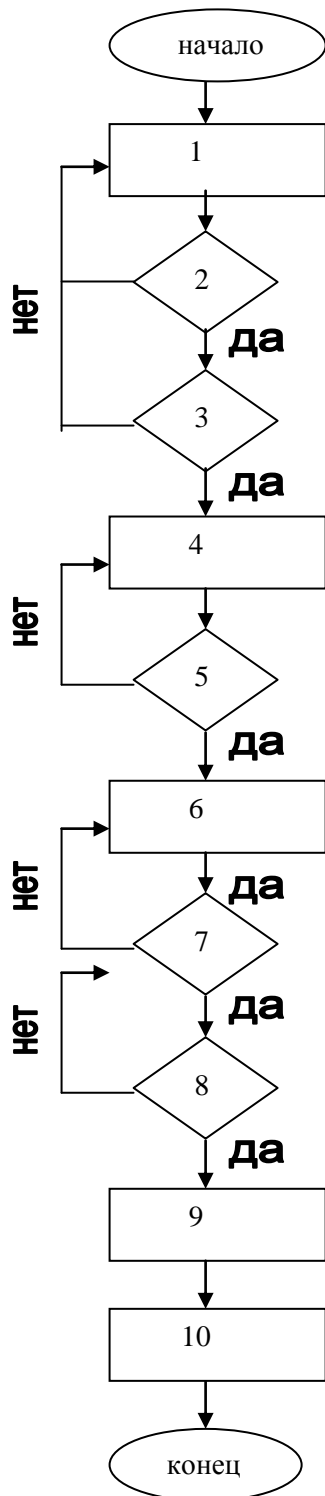 начало
1
2
нет
да
3
да
4
нет
5
да
6
да
нет
7
да
нет
8
да
9
10
конец